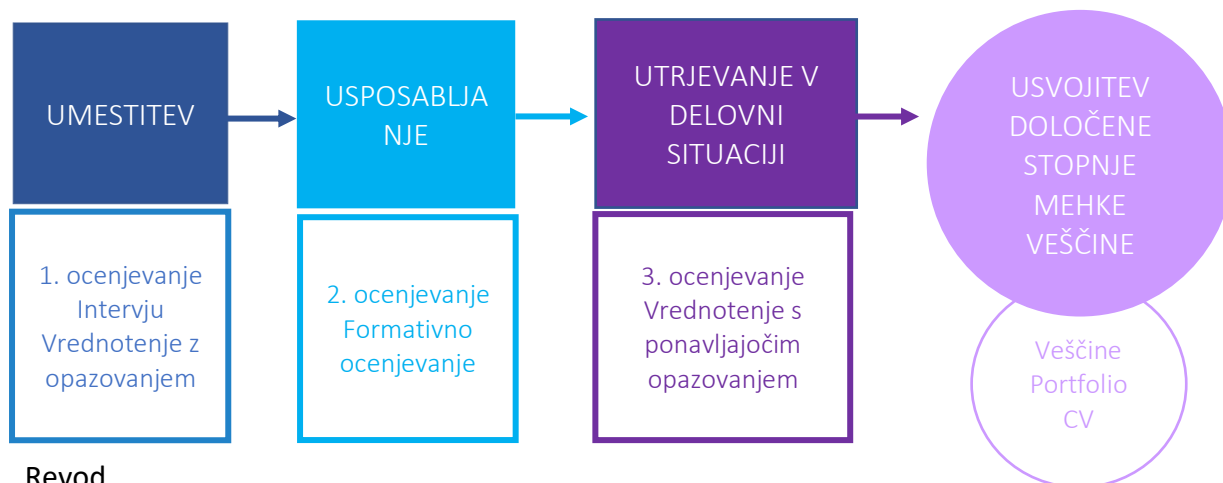 UMESTITEV
USPOSABLJA
NJE
UTRJEVANJE V
DELOVNI
SITUACIJI
USVOJITEV
DOLOČENE
STOPNJE
MEHKE
VEŠČINE
1. ocenjevanje
Intervju
Vrednotenje z
opazovanjem
2. ocenjevanje
Formativno
ocenjevanje
3. ocenjevanje
Vrednotenje s
ponavljajočim
opazovanjem
Veščine
Portfolio
CV
Revod